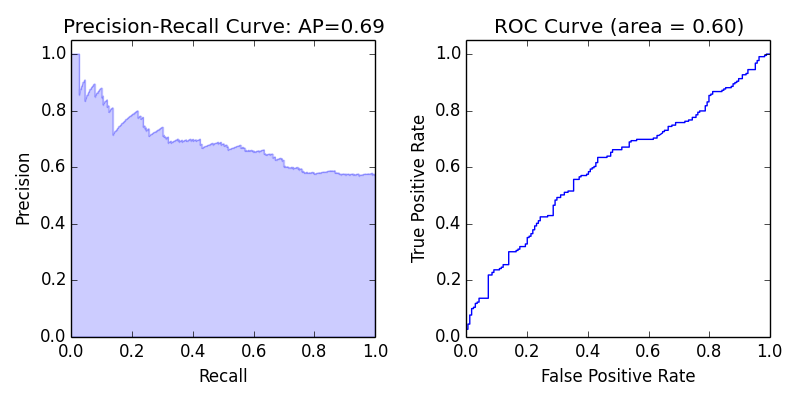 Precision-Recall Curve: AP=0.69
1.0
0.8
0.6
0.4
0.2
0.0
Precision
0.0 0.2 0.4 0.6 0.8 1.0
Recall
ROC Curve (area = 0.60)
1.0
0.8
0.6
0.4
0.2
0.0
True Positive Rate
0.0 0.2 0.4 0.6 0.8 1.0
False Positive Rate